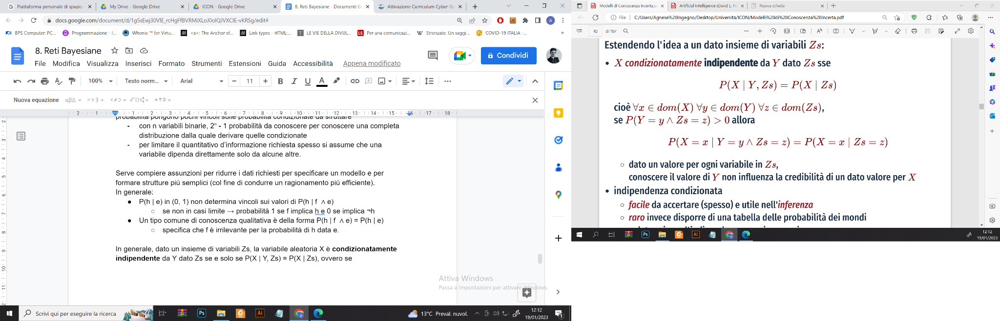 Piattaforma personale di spazio
My Drive - Google Drive
ICON - Google Drive
8. Reti Bayesiane - Documenti G
Attivazione Curriculum Cyber-Se
docs.google.com/document/d/1g5sEwj30VlE_rcHgFfBVRMiXLoJ0oIQJVXCIE-vKRSg/edit#
BPS Computer: PC...
Programmazione - I...
Whonix ™ for Virtu...
<a>: The Anchor el...
Link types - HTML:...
LE VIE DELLA DIVUL...
Per una comunicazi...
Stronzate. Un saggi...
COVID-19 ITALIA -...
8. Reti Bayesiane
File Modifica Visualizza Inserisci Formato Strumenti Estensioni Guida Accessibilità Appena modificato
Condividi
100% Testo norm... Arial 11
Nuova equazione
probabilità pongono pochi vincoli sulle probabilità condizionate da sfruttare
- con n variabili binarie, 2ⁿ - 1 probabilità da conoscere per conoscere una completa
distribuzione dalla quale derivare quelle condizionate
- per limitare il quantitativo d'informazione richiesta spesso si assume che una
variabile dipenda direttamente solo da alcune altre.
Serve compiere assunzioni per ridurre i dati richiesti per specificare un modello e per
formare strutture più semplici (col fine di condurre un ragionamento più efficiente).
In generale:
● P(h | e) in (0, 1) non determina vincoli sui valori di P(h | f ∧ e)
○ se non in casi limite → probabilità 1 se f implica h e 0 se implica ¬h
● Un tipo comune di conoscenza qualitativa è della forma P(h | f ∧ e) = P(h | e)
○ specifica che f è irrilevante per la probabilità di h data e.
In generale, dato un insieme di variabili Zs, la variabile aleatoria X è condizionatamente
indipendente da Y dato Zs se e solo se P(X | Y, Zs) = P(X | Zs), ovvero se
Attiva Windows
Passa a Impostazioni per attivare Windows.
Scrivi qui per eseguire la ricerca
13°C Preval. nuvol.
12:12
19/01/2023
Modelli di Conoscenza Incerta.p
Artificial Intelligence (David L. Po
Nuova scheda
File C:/Users/Agnese%20Ingegno/Desktop/Università/ICON/Modelli%20di%20Conoscenza%20Incerta.pdf
43 di 107
Estendendo l'idea a un dato insieme di variabili Zs:
• X condizionatamente indipendente da Y dato Zs sse
P(X | Y, Zs) = P(X | Zs)
cioè ∀x ∈ dom(X) ∀y ∈ dom(Y) ∀z ∈ dom(Zs),
se P(Y = y ∧ Zs = z) > 0 allora
P(X = x | Y = y ∧ Zs = z) = P(X = x | Zs = z)
○ dato un valore per ogni variabile in Zs,
conoscere il valore di Y non influenza la credibilità di un dato valore per X
• indipendenza condizionata
○ facile da accertare (spesso) e utile nell'inferenza
○ raro invece disporre di una tabella delle probabilità dei mondi
12:12
19/01/2023